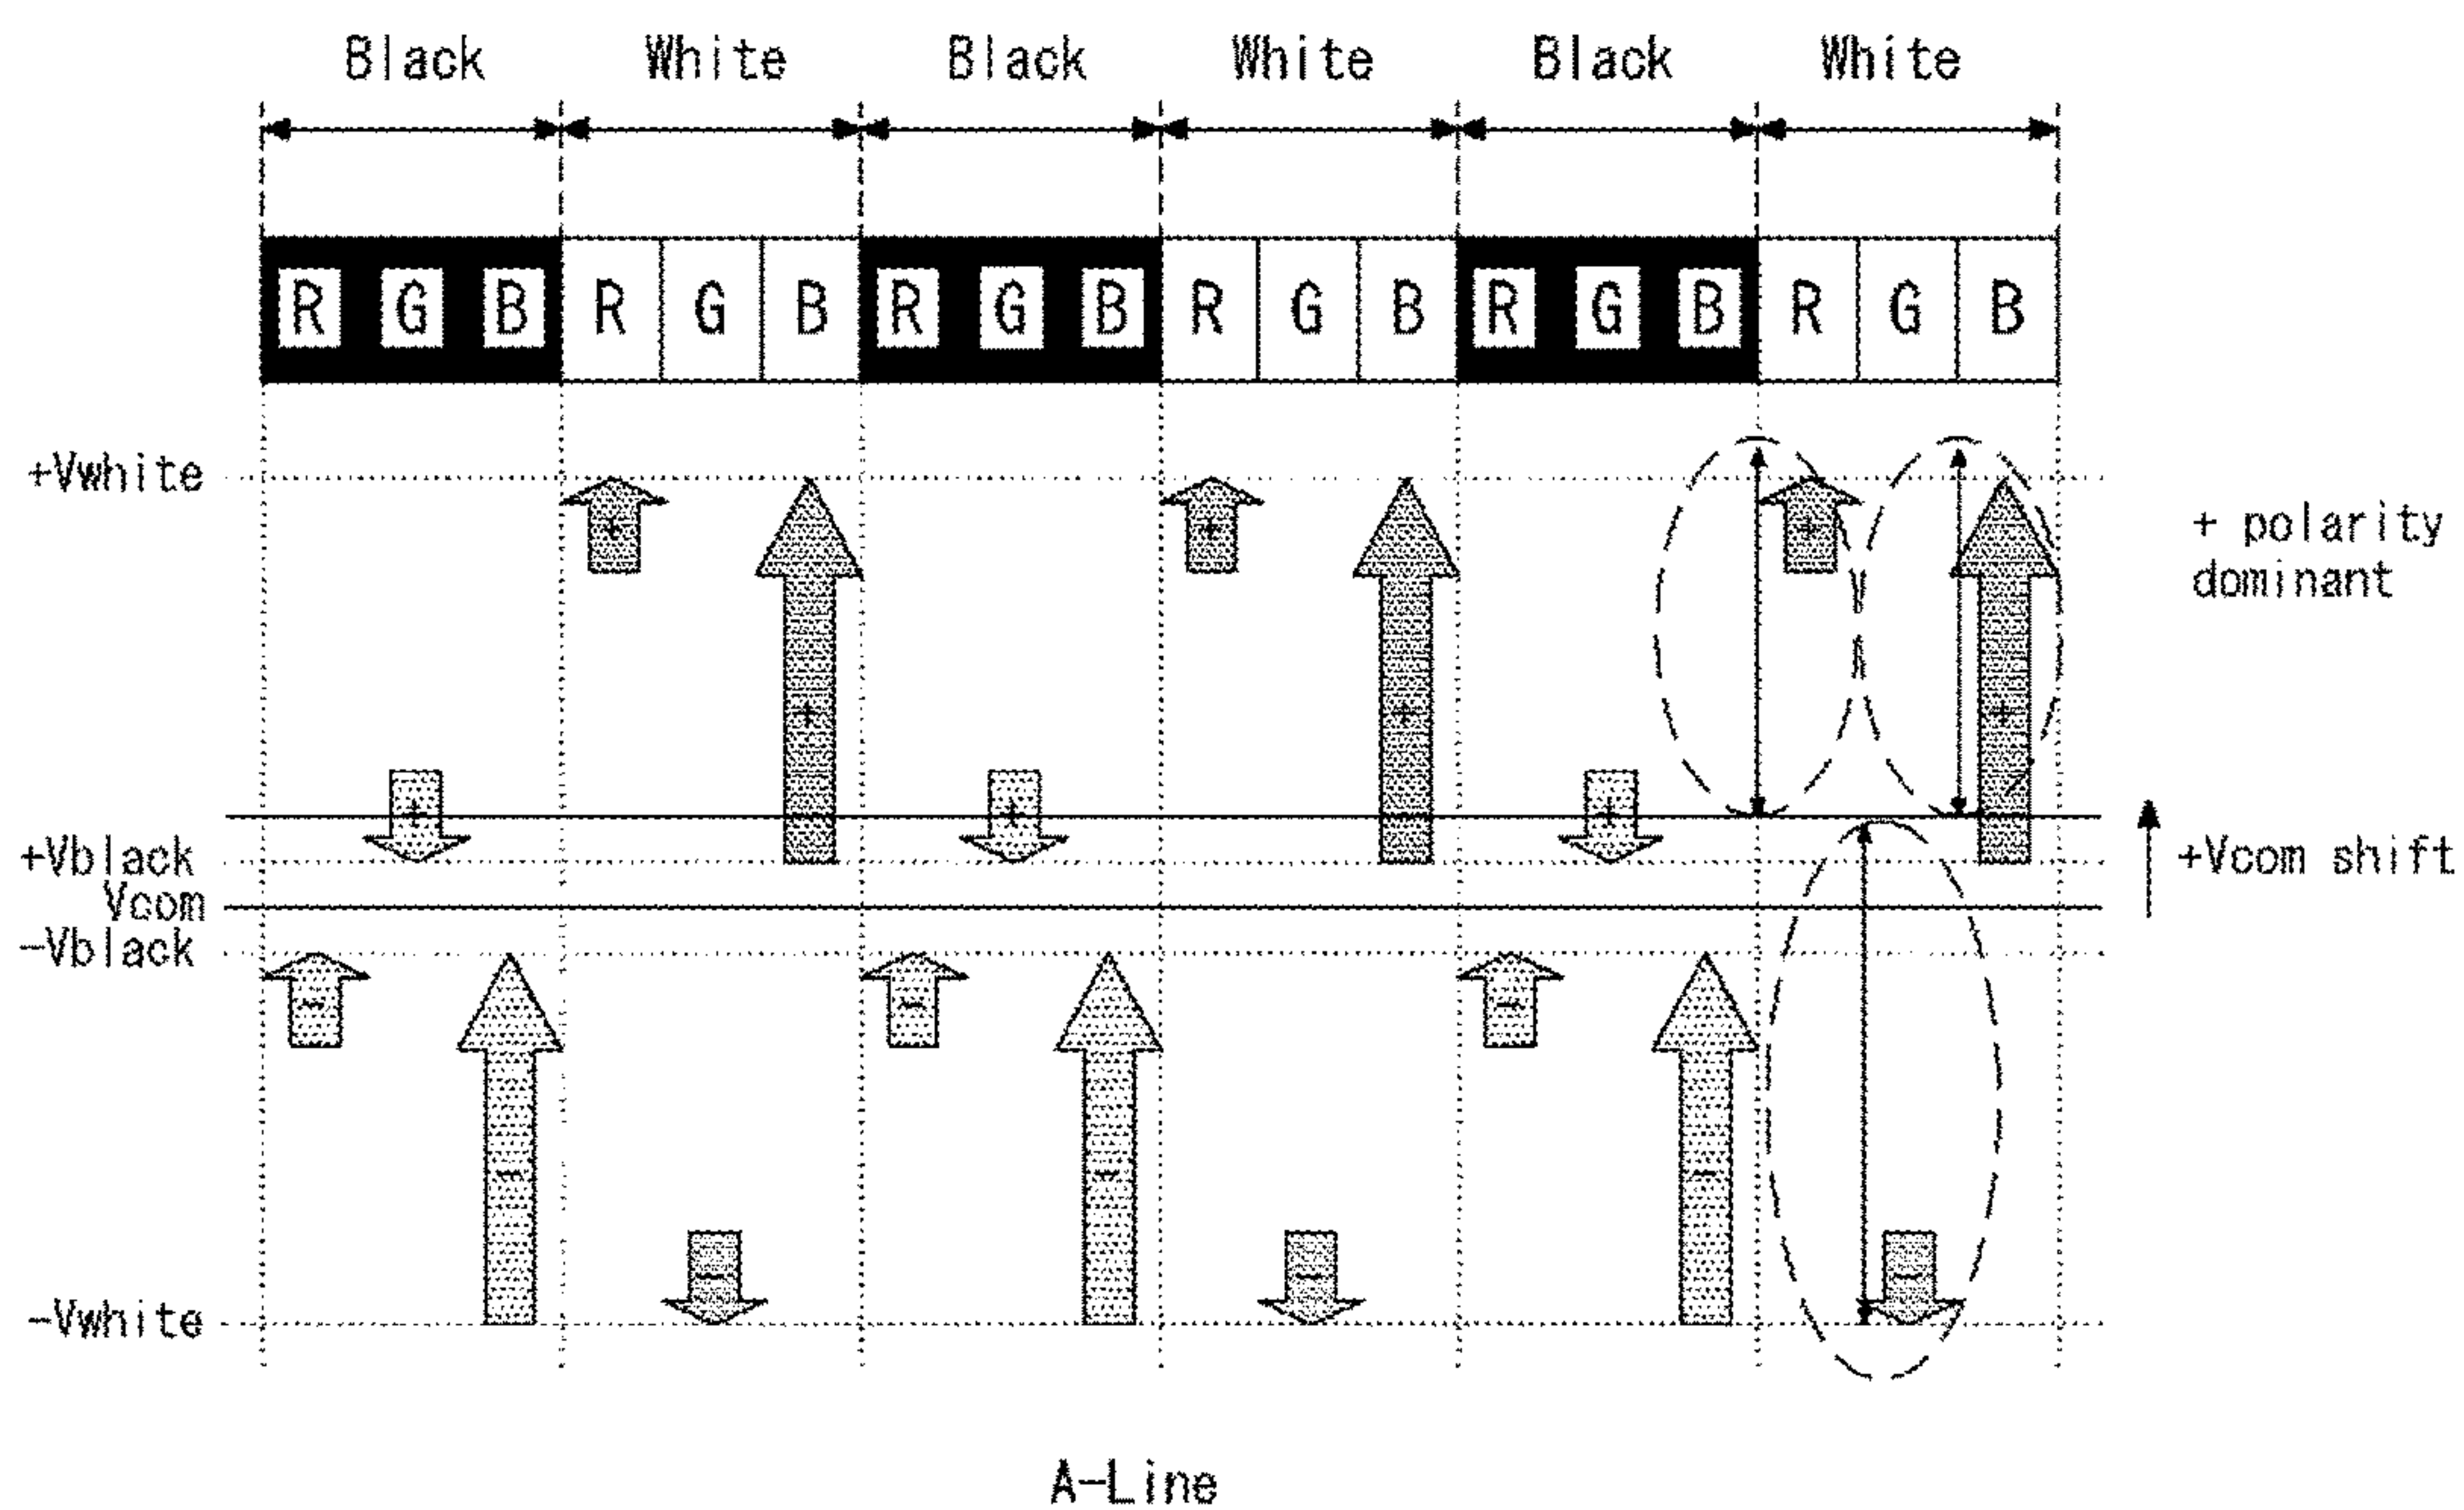 Black White Black White Black White
R G B R G B R G B R G B R G B R G B
+Vwhite
+ + +
+ polarity
dominant
+ + +
+ + +
+Vblack
+Vcom shift
Vcom
-Vblack
- - -
- - -
- - -
-Vwhite
A-Line